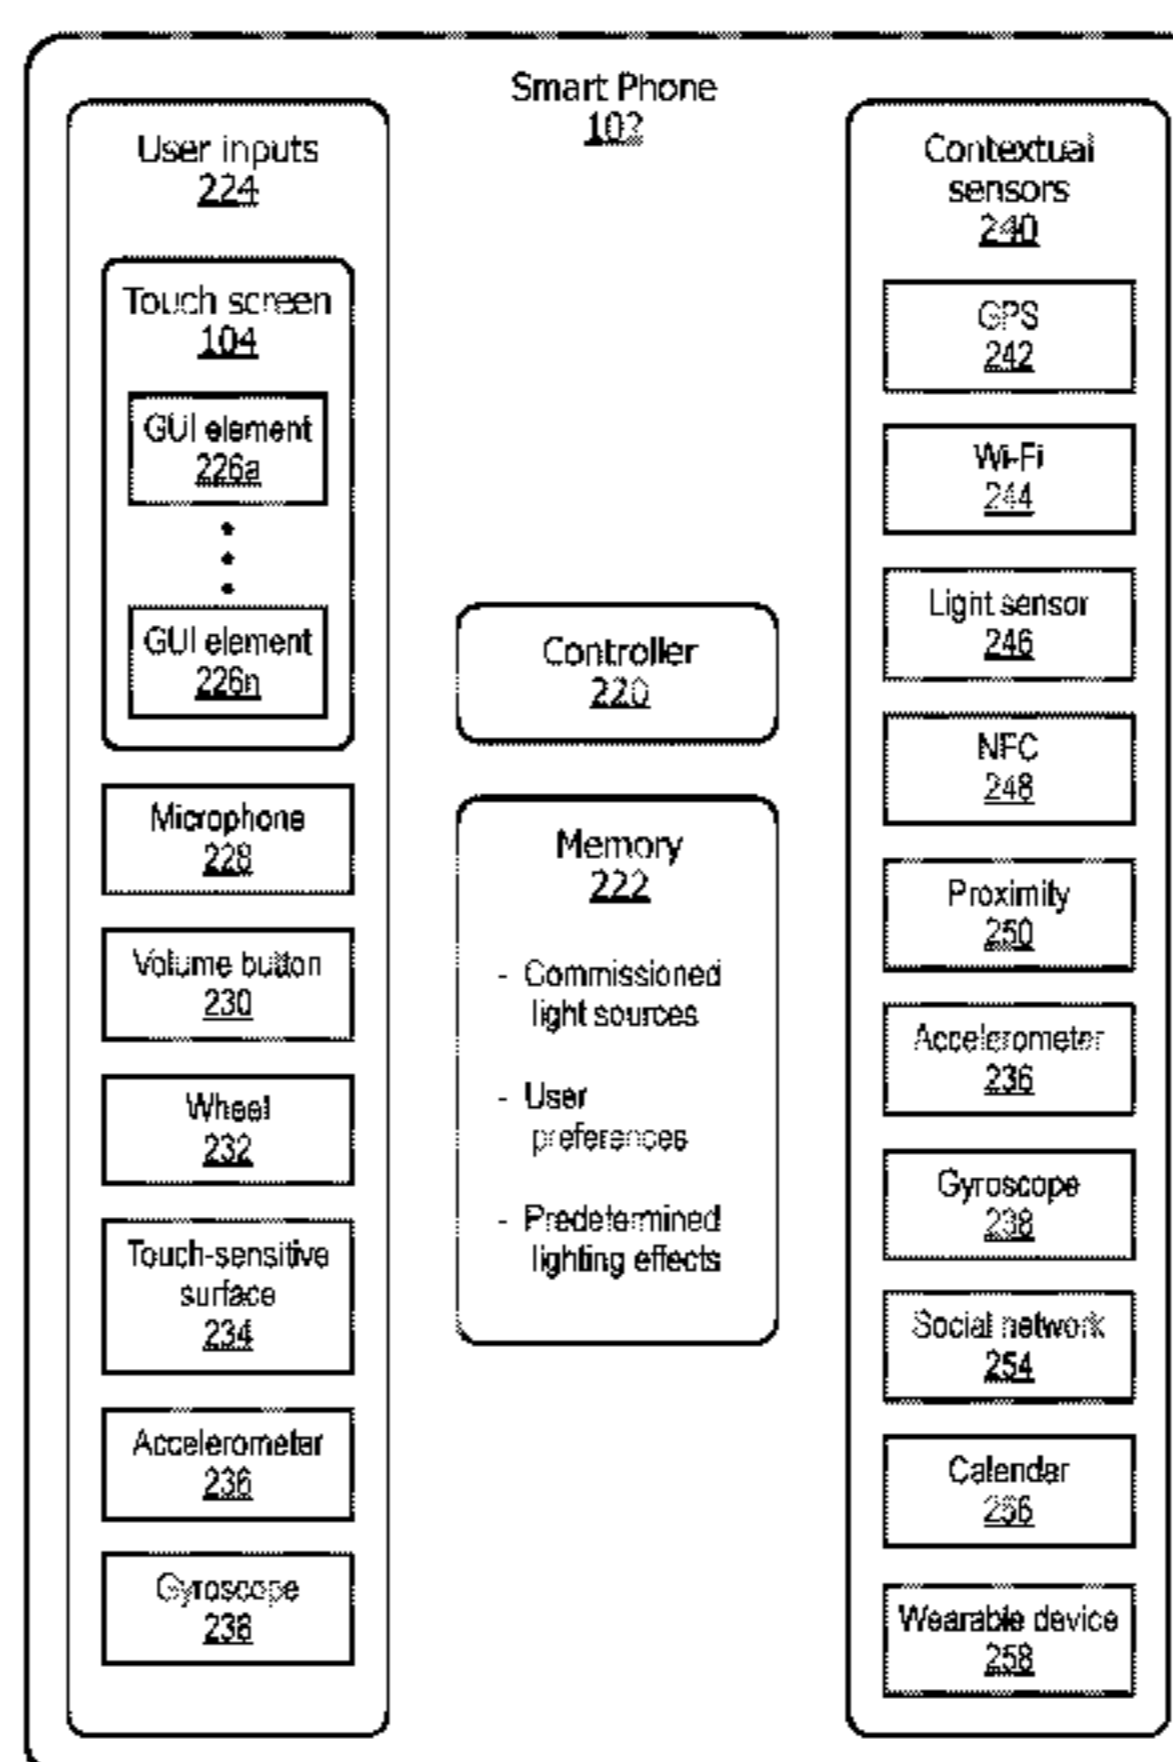 Smart Phone
102
User inputs
224
Touch screen
104
GUI element
226a
GUI element
226n
Microphone
228
Volume button
230
Wheel
232
Touch-sensitive
surface
234
Accelerometer
236
Gyroscope
238
Controller
220
Memory
222
- Commissioned
light sources
- User
preferences
- Predetermined
lighting effects
Contextual
sensors
240
GPS
242
Wi-Fi
244
Light sensor
246
NFC
248
Proximity
250
Accelerometer
236
Gyroscope
238
Social network
254
Calendar
256
Wearable device
258